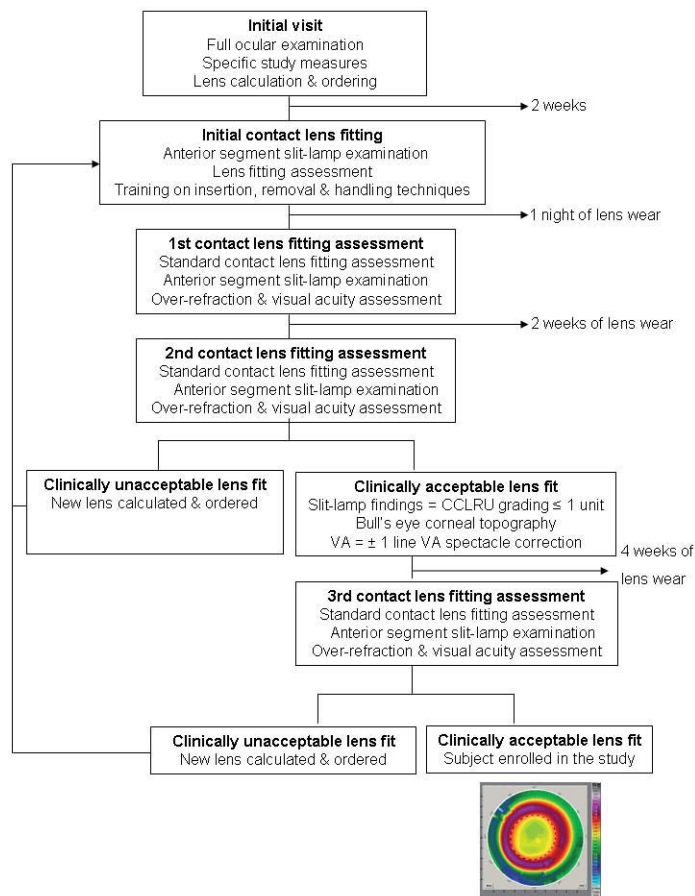 Initial visit
Full ocular examination
Specific study measures
Lens calculation & ordering
2 weeks
Initial contact lens fitting
Anterior segment slit-lamp examination
Lens fitting assessment
Training on insertion, removal & handling techniques
1 night of lens wear
1st contact lens fitting assessment
Standard contact lens fitting assessment
Anterior segment slit-lamp examination
Over-refraction & visual acuity assessment
2 weeks of lens wear
2nd contact lens fitting assessment
Standard contact lens fitting assessment
Anterior segment slit-lamp examination
Over-refraction & visual acuity assessment
Clinically unacceptable lens fit
New lens calculated & ordered
Clinically acceptable lens fit
Slit-lamp findings = CCLRU grading ≤ 1 unit
Bull's eye corneal topography
VA = ± 1 line VA spectacle correction
4 weeks of
lens wear
3rd contact lens fitting assessment
Standard contact lens fitting assessment
Anterior segment slit-lamp examination
Over-refraction & visual acuity assessment
Clinically unacceptable lens fit
New lens calculated & ordered
Clinically acceptable lens fit
Subject enrolled in the study